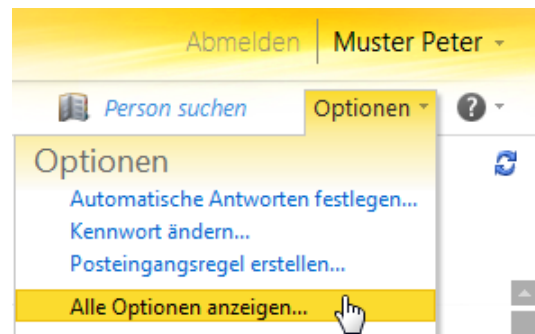 Abmelden | Muster Peter
Person suchen Optionen ?
Optionen
Automatische Antworten festlegen...
Kennwort ändern...
Posteingangsregel erstellen...
Alle Optionen anzeigen...